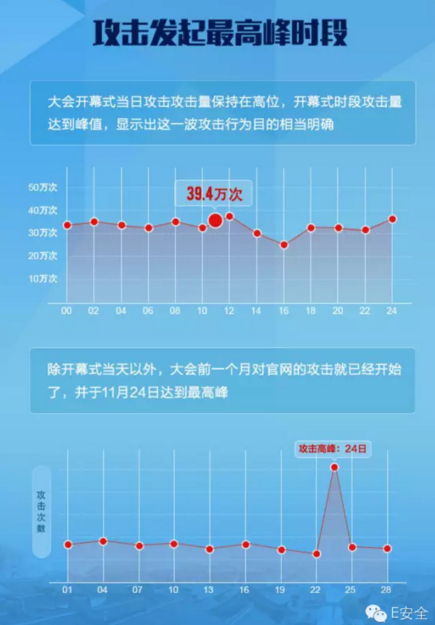 攻击发起最高峰时段
大会开幕式当日攻击攻击量保持在高位，开幕式时段攻击量
达到峰值，显示出这一波攻击行为目的相当明确
50万次
40万次
30万次
20万次
10万次
39.4万次
00 02 04 06 08 10 12 14 16 18 20 22 24
除开幕式当天以外，大会前一个月对官网的攻击就已经开始
了，并于11月24日达到最高峰
攻击高峰：24日
攻击次数
01 04 07 10 13 16 19 22 25 28
E安全